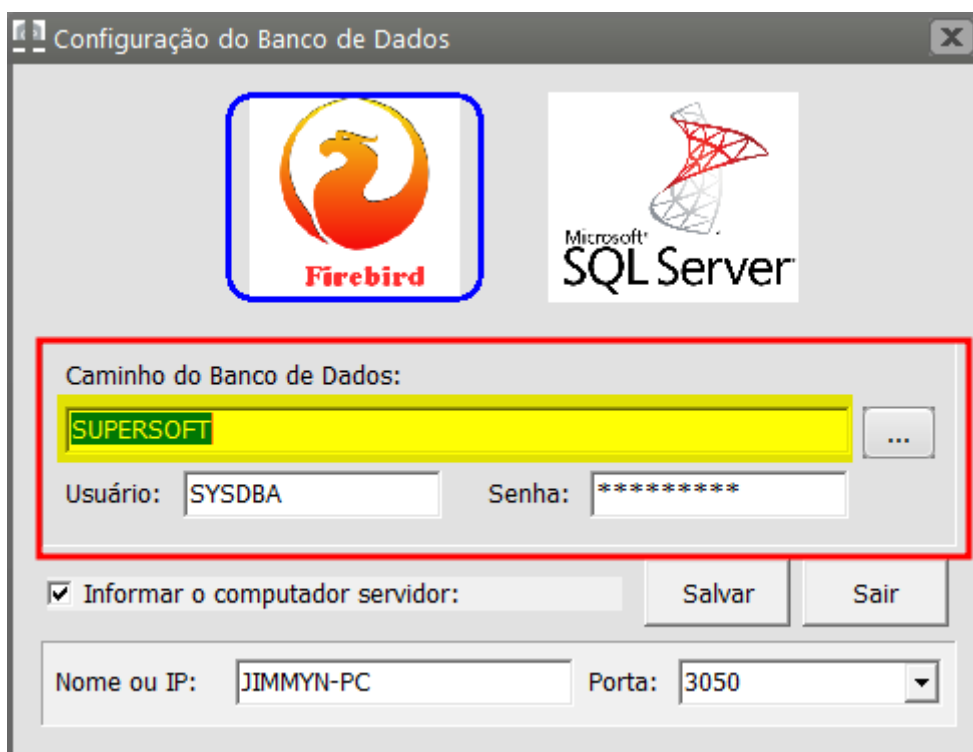 Configuração do Banco de Dados
Firebird
Microsoft®
SQL Server
Caminho do Banco de Dados:
SUPERSOFT
...
Usuário: SYSDBA Senha: *********
Informar o computador servidor: Salvar Sair
Nome ou IP: JIMMYN-PC Porta: 3050